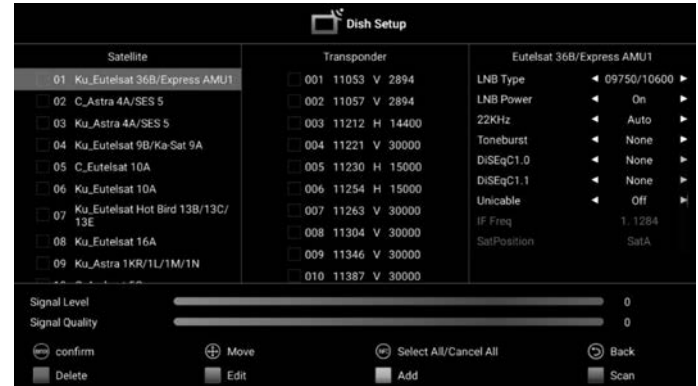 Dish Setup
Satellite
01 Ku_Eutelsat 36B/Express AMU1
02 C_Astra 4A/SES 5
03 Ku_Astra 4A/SES 5
04 Ku_Eutelsat 9B/Ka-Sat 9A
05 C_Eutelsat 10A
06 Ku_Eutelsat 10A
07 Ku_Eutelsat Hot Bird 13B/13C/
13E
08 Ku_Eutelsat 16A
09 Ku_Astra 1KR/1L/1M/1N
Transponder
001 11053 V 2894
002 11057 V 2894
003 11212 H 14400
004 11221 V 30000
005 11230 H 15000
006 11254 H 15000
007 11263 V 30000
008 11304 V 30000
009 11346 V 30000
010 11387 V 30000
Eutelsat 36B/Express AMU1
LNB Type 09750/10600
LNB Power On
22KHz Auto
Toneburst None
DiSEqC1.0 None
DiSEqC1.1 None
Unicable Off
IF Freq 1. 1284
SatPosition SatA
Signal Level 0
Signal Quality 0
confirm Move Select All/Cancel All Back
Delete Edit Add Scan